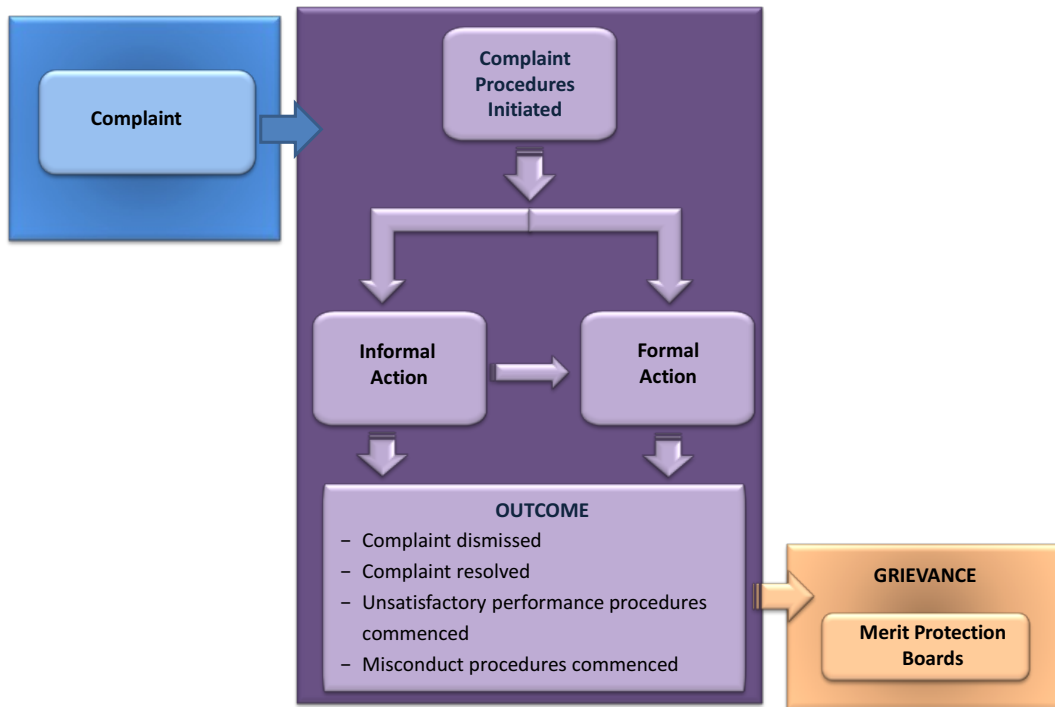 Complaint
Complaint
Procedures
Initiated
Informal
Action
Formal
Action
OUTCOME
− Complaint dismissed
− Complaint resolved
− Unsatisfactory performance procedures
commenced
− Misconduct procedures commenced
GRIEVANCE
Merit Protection
Boards